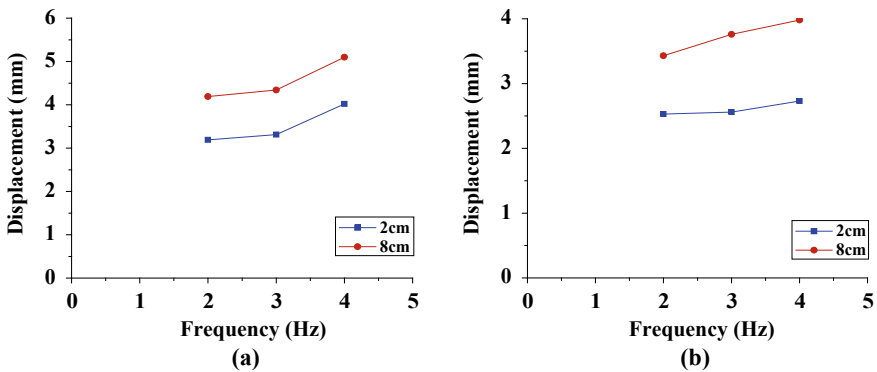 Displacement (mm)
6
5
4
3
2
1
0
2cm
8cm
0 1 2 3 4 5
Frequency (Hz)
(a)
Displacement (mm)
4
3
2
1
0
2cm
8cm
0 1 2 3 4 5
Frequency (Hz)
(b)